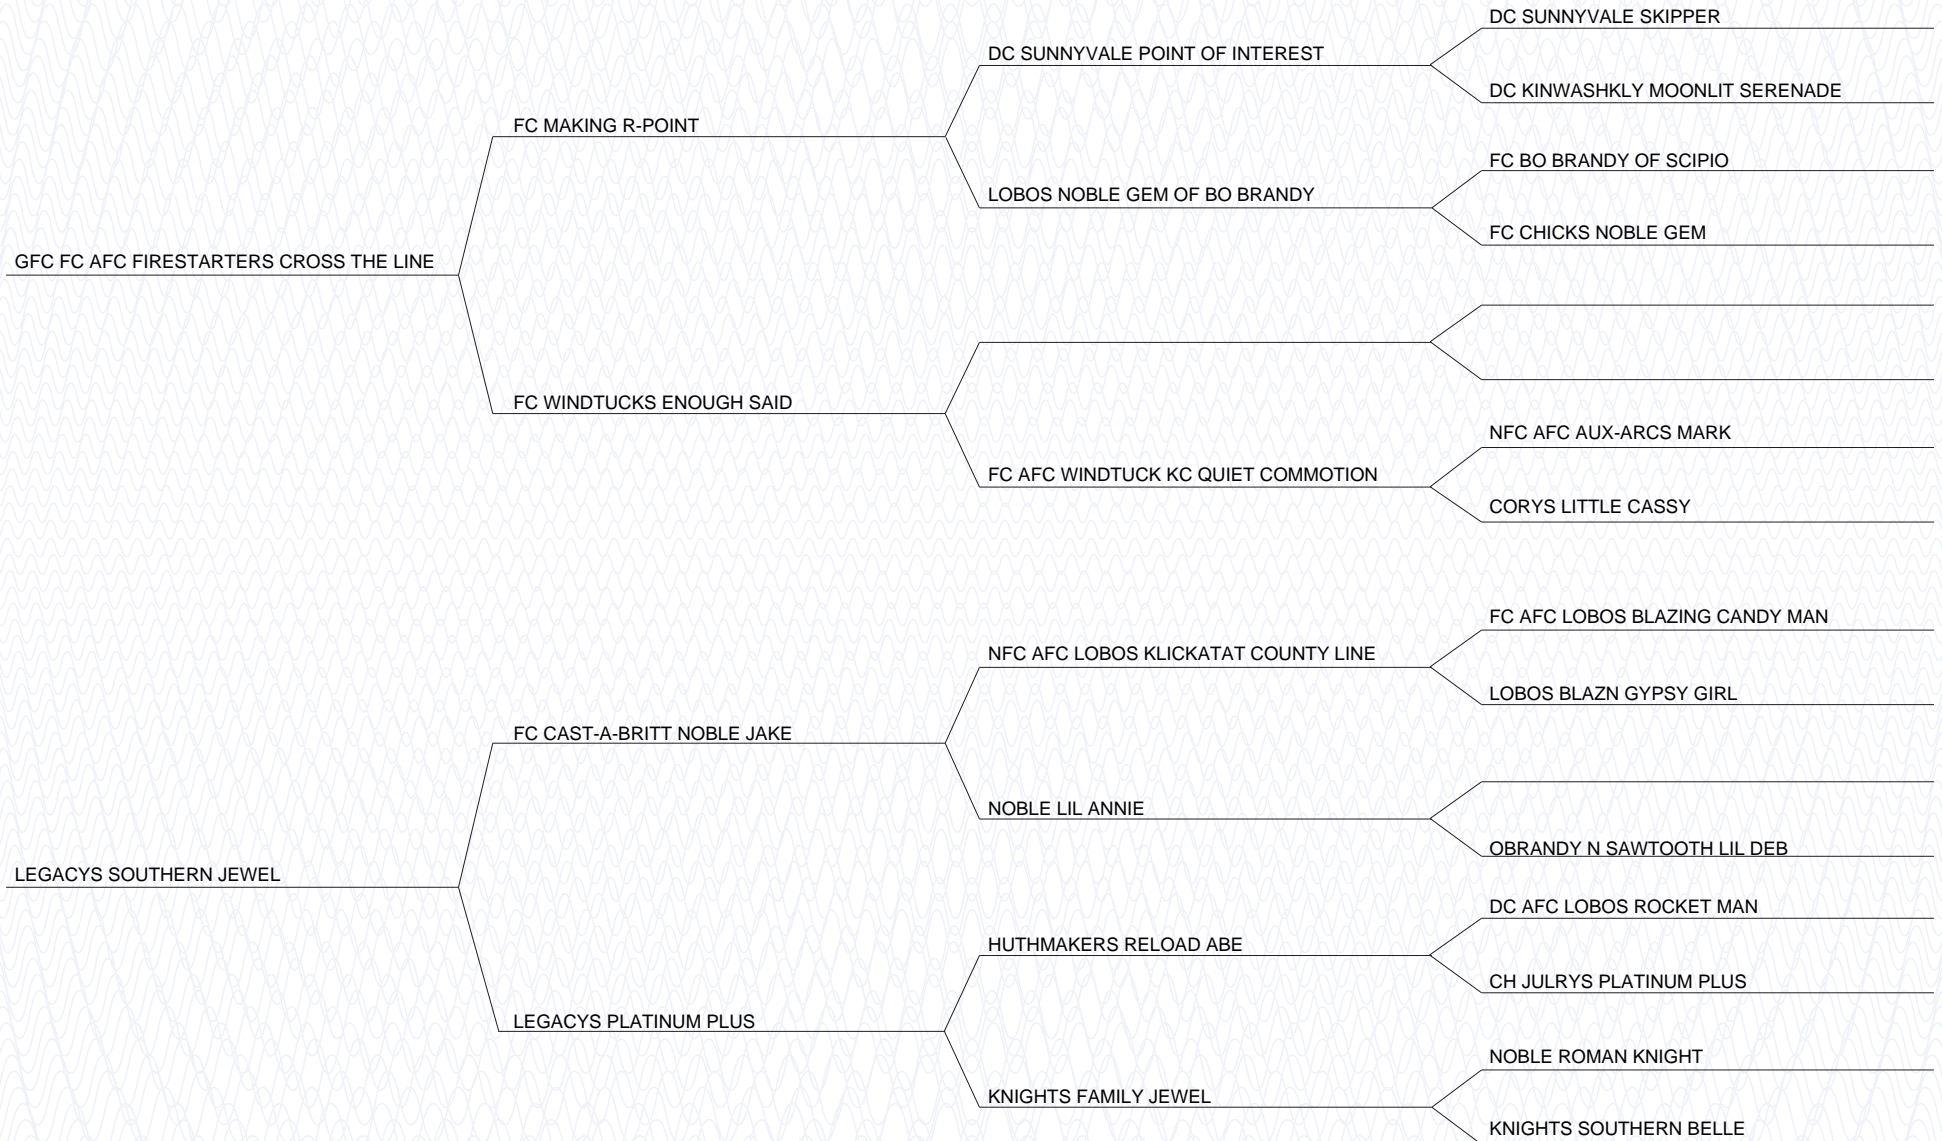 DC SUNNYVALE SKIPPER
DC SUNNYVALE POINT OF INTEREST
DC KINWASHKLY MOONLIT SERENADE
FC MAKING R-POINT
FC BO BRANDY OF SCIPIO
LOBOS NOBLE GEM OF BO BRANDY
FC CHICKS NOBLE GEM
GFC FC AFC FIRESTARTERS CROSS THE LINE
FC WINDTUCKS ENOUGH SAID
NFC AFC AUX-ARCS MARK
FC AFC WINDTUCK KC QUIET COMMOTION
CORYS LITTLE CASSY
FC AFC LOBOS BLAZING CANDY MAN
NFC AFC LOBOS KLICKATAT COUNTY LINE
LOBOS BLAZN GYPSY GIRL
FC CAST-A-BRITT NOBLE JAKE
NOBLE LIL ANNIE
OBRANDY N SAWTOOTH LIL DEB
LEGACYS SOUTHERN JEWEL
DC AFC LOBOS ROCKET MAN
HUTHMAKERS RELOAD ABE
CH JULRYS PLATINUM PLUS
LEGACYS PLATINUM PLUS
NOBLE ROMAN KNIGHT
KNIGHTS FAMILY JEWEL
KNIGHTS SOUTHERN BELLE